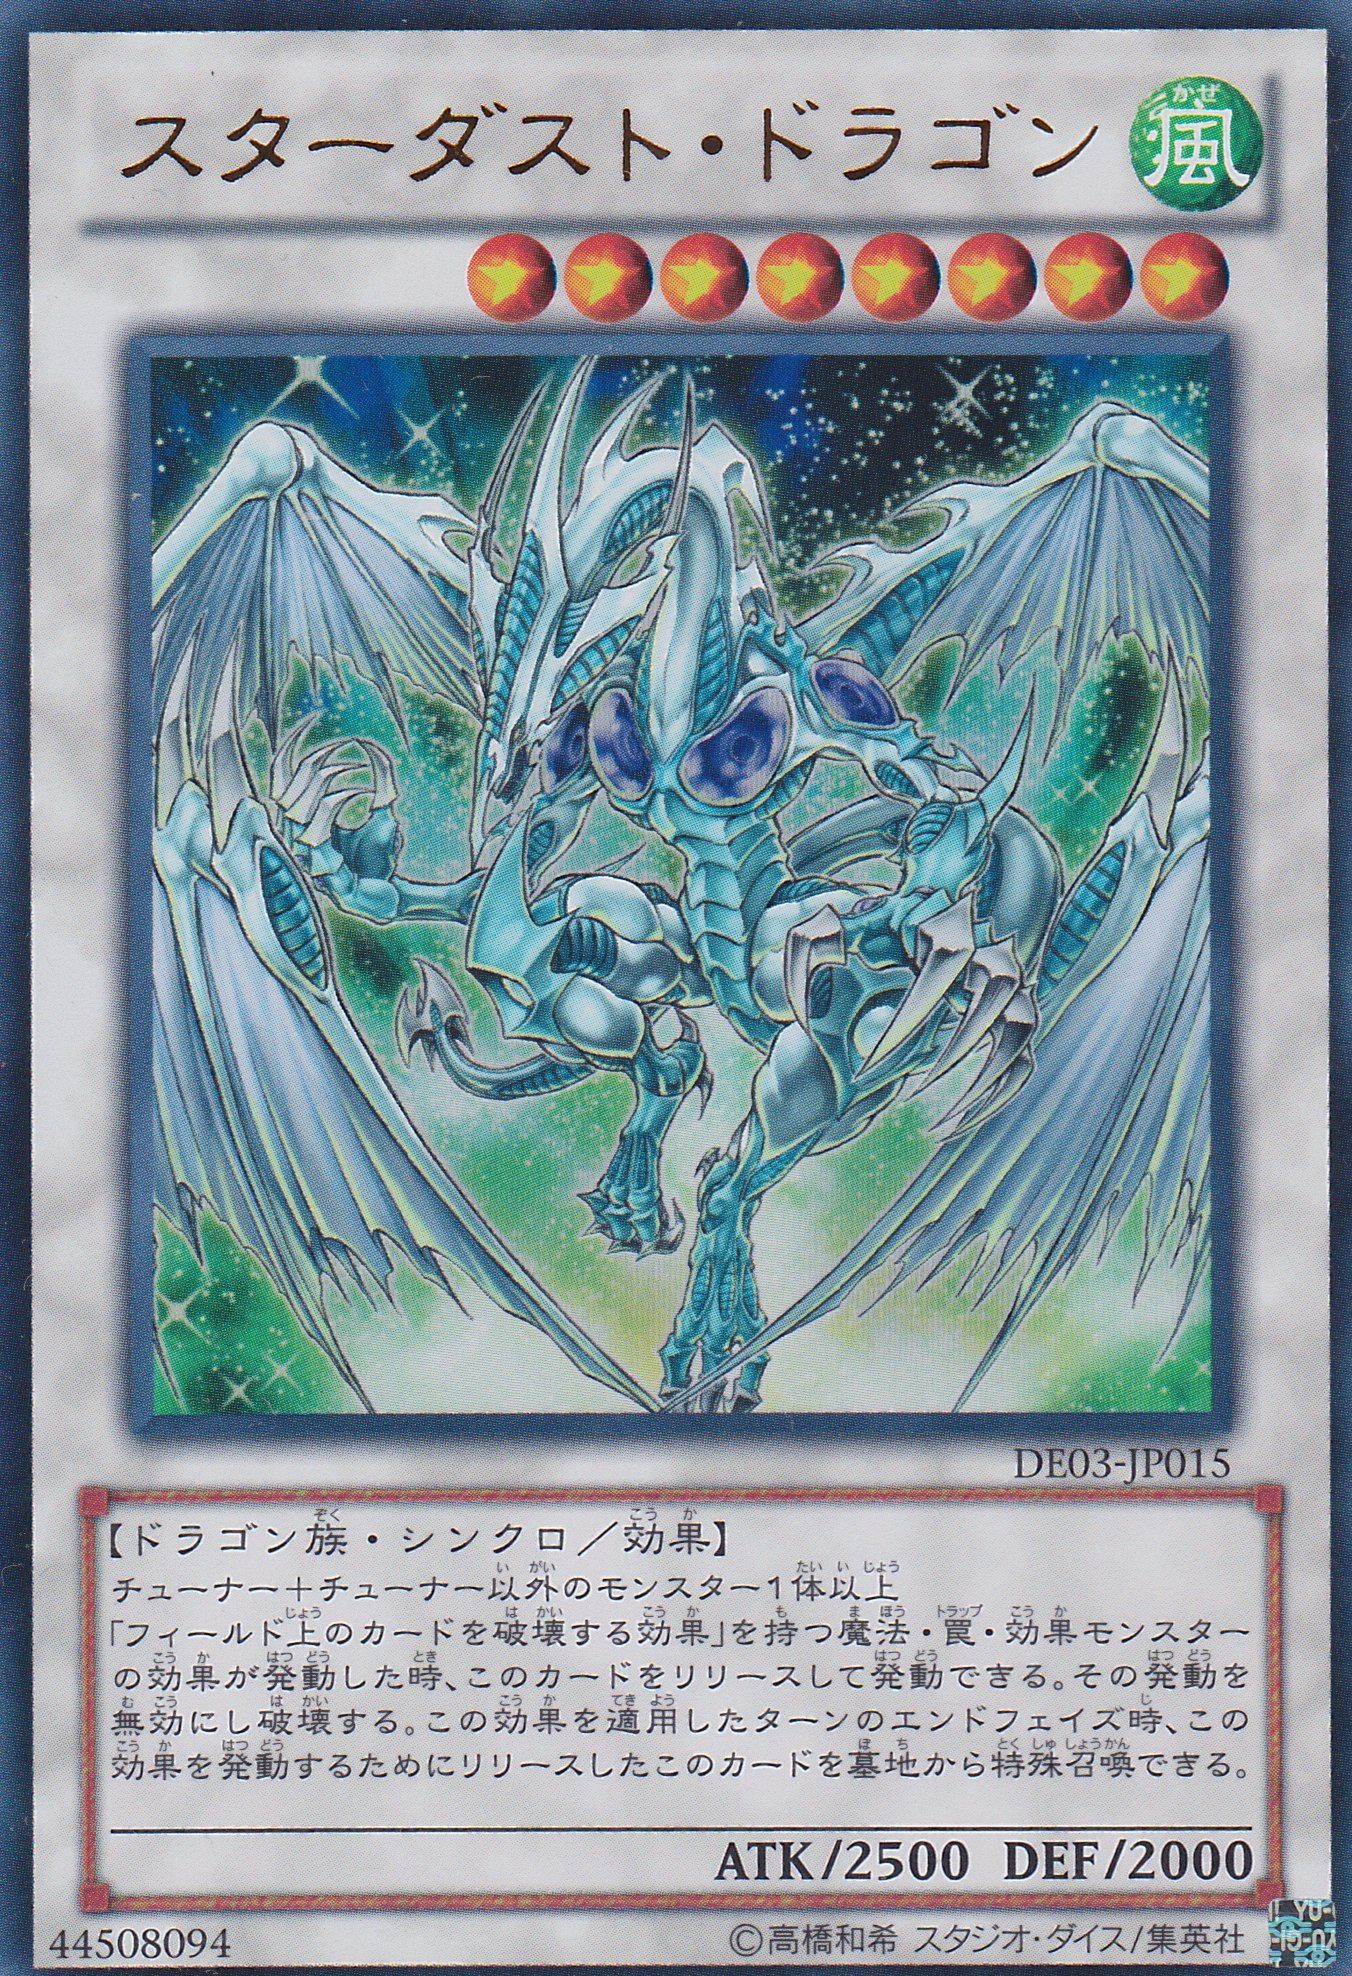 スターダスト・ドラゴン
かぜ
風
DE03-JP015
【ドラゴン族・シンクロ／効果】
チューナー＋チューナー以外のモンスター1体以上
「フィールド上のカードを破壊する効果」を持つ魔法・罠・効果モンスター
の効果が発動した時、このカードをリリースして発動できる。その発動を
無効にし破壊する。この効果を適用したターンのエンドフェイズ時、この
効果を発動するためにリリースしたこのカードを墓地から特殊召喚できる。
ATK/2500 DEF/2000
44508094
©高橋和希 スタジオ・ダイス/集英社